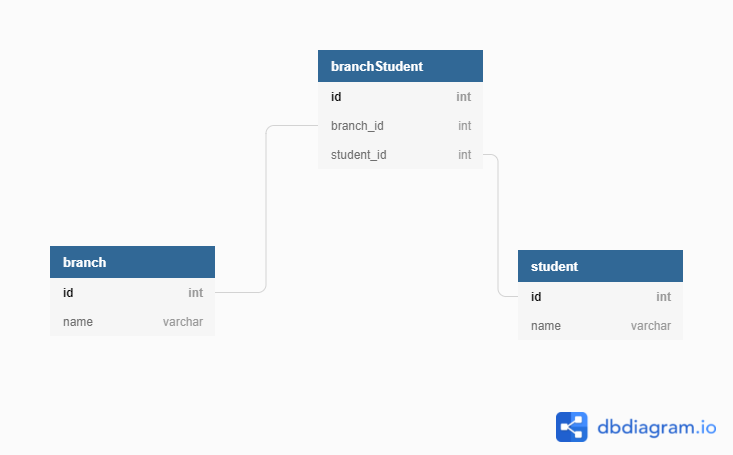 branchStudent
id int
branch_id int
student_id int
branch
id int
name varchar
student
id int
name varchar
dbdiagram.io